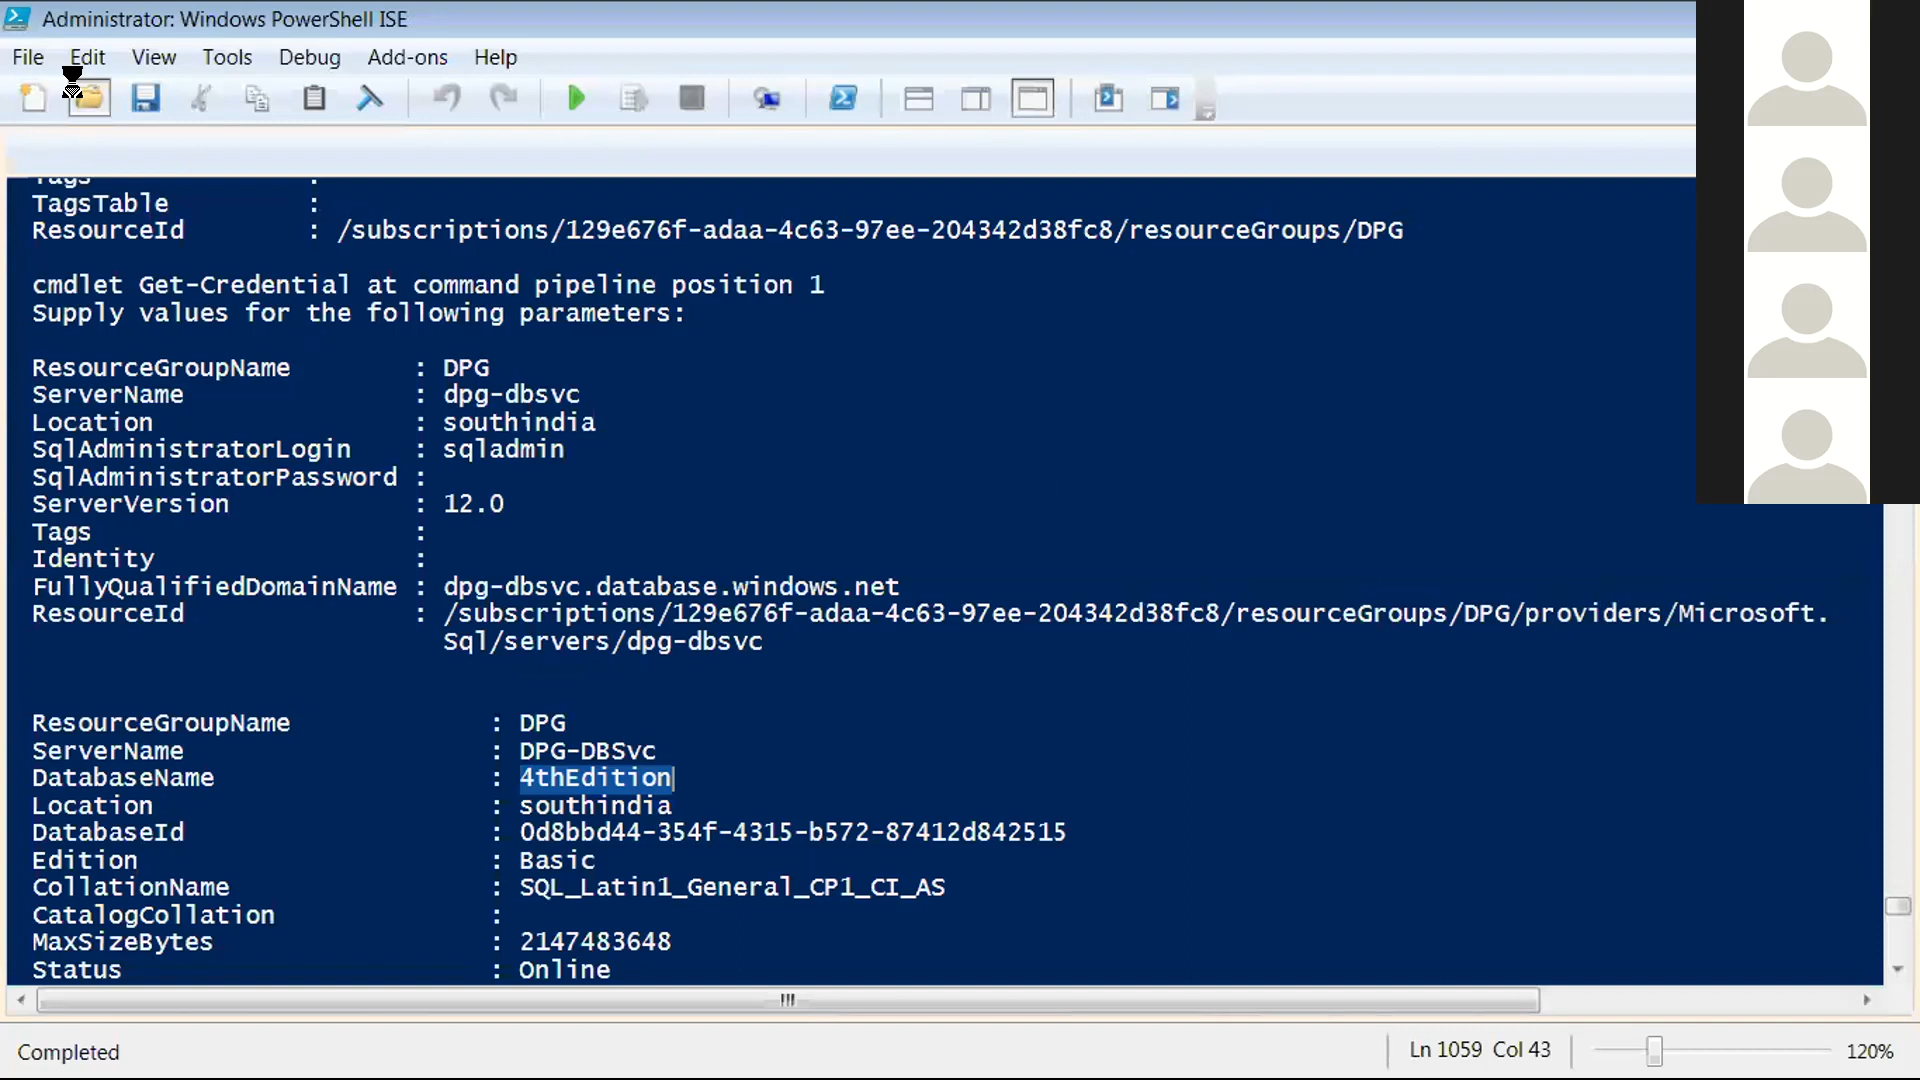 Administrator: Windows PowerShell ISE
File Edit View Tools Debug Add-ons Help
Tags :
TagsTable :
ResourceId : /subscriptions/129e676f-adaa-4c63-97ee-204342d38fc8/resourceGroups/DPG
cmdlet Get-Credential at command pipeline position 1
Supply values for the following parameters:
ResourceGroupName : DPG
ServerName : dpg-dbsvc
Location : southindia
SqlAdministratorLogin : sqladmin
SqlAdministratorPassword :
ServerVersion : 12.0
Tags :
Identity :
FullyQualifiedDomainName : dpg-dbsvc.database.windows.net
ResourceId : /subscriptions/129e676f-adaa-4c63-97ee-204342d38fc8/resourceGroups/DPG/providers/Microsoft.
Sql/servers/dpg-dbsvc
ResourceGroupName : DPG
ServerName : DPG-DBSvc
DatabaseName : 4thEdition
Location : southindia
DatabaseId : 0d8bbd44-354f-4315-b572-87412d842515
Edition : Basic
CollationName : SQL_Latin1_General_CP1_CI_AS
CatalogCollation :
MaxSizeBytes : 2147483648
Status : Online
Completed
Ln 1059 Col 43
120%